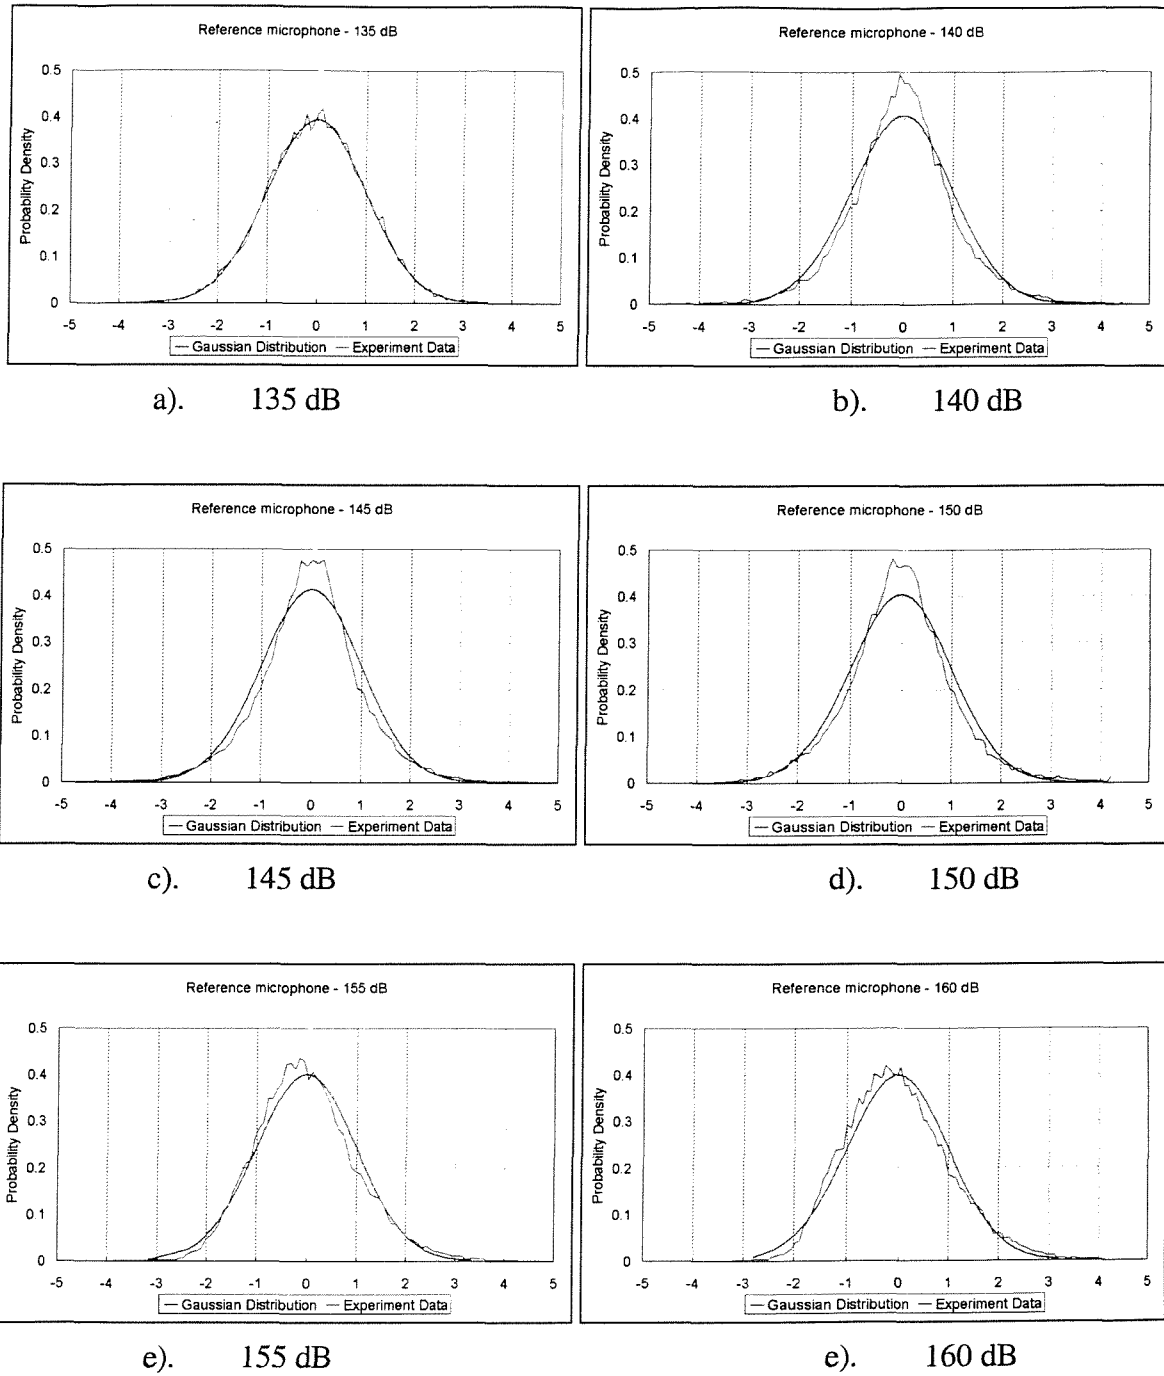 Reference microphone - 135 dB
Probability Density
0.5
0.4
0.3
0.2
0.1
0
-5 -4 -3 -2 -1 0 1 2 3 4 5
— Gaussian Distribution — Experiment Data
a). 135 dB
Reference microphone - 140 dB
Probability Density
0.5
0.4
0.3
0.2
0.1
0
-5 -4 -3 -2 -1 0 1 2 3 4 5
— Gaussian Distribution — Experiment Data
b). 140 dB
Reference microphone - 145 dB
Probability Density
0.5
0.4
0.3
0.2
0.1
0
-5 -4 -3 -2 -1 0 1 2 3 4 5
— Gaussian Distribution — Experiment Data
c). 145 dB
Reference microphone - 150 dB
Probability Density
0.5
0.4
0.3
0.2
0.1
0
-5 -4 -3 -2 -1 0 1 2 3 4 5
— Gaussian Distribution — Experiment Data
d). 150 dB
Reference microphone - 155 dB
Probability Density
0.5
0.4
0.3
0.2
0.1
0
-5 -4 -3 -2 -1 0 1 2 3 4 5
— Gaussian Distribution — Experiment Data
e). 155 dB
Reference microphone - 160 dB
Probability Density
0.5
0.4
0.3
0.2
0.1
0
-5 -4 -3 -2 -1 0 1 2 3 4 5
— Gaussian Distribution — Experiment Data
e). 160 dB